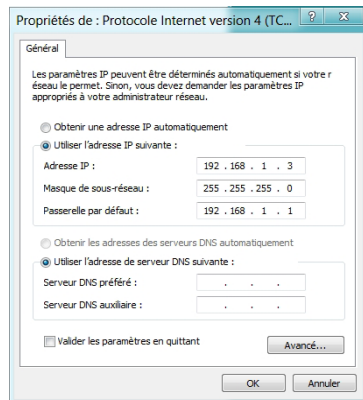 Propriétés de : Protocole Internet version 4 (TC...
Général
Les paramètres IP peuvent être déterminés automatiquement si votre r
éseau le permet. Sinon, vous devez demander les paramètres IP
appropriés à votre administrateur réseau.
Obtenir une adresse IP automatiquement
Utiliser l'adresse IP suivante :
Adresse IP : 192 . 168 . 1 . 3
Masque de sous-réseau : 255 . 255 . 255 . 0
Passerelle par défaut : 192 . 168 . 1 . 1
Obtenir les adresses des serveurs DNS automatiquement
Utiliser l'adresse de serveur DNS suivante :
Serveur DNS préféré : . . .
Serveur DNS auxiliaire : . . .
Valider les paramètres en quittant
Avancé...
OK Annuler